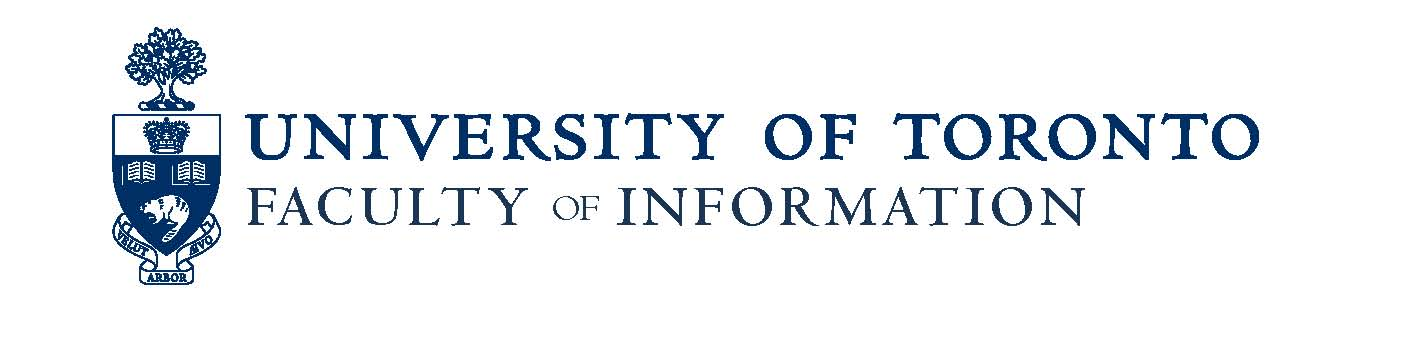 UNIVERSITY OF TORONTO
FACULTY OF INFORMATION
VELUT
ARBOR
ÆVO